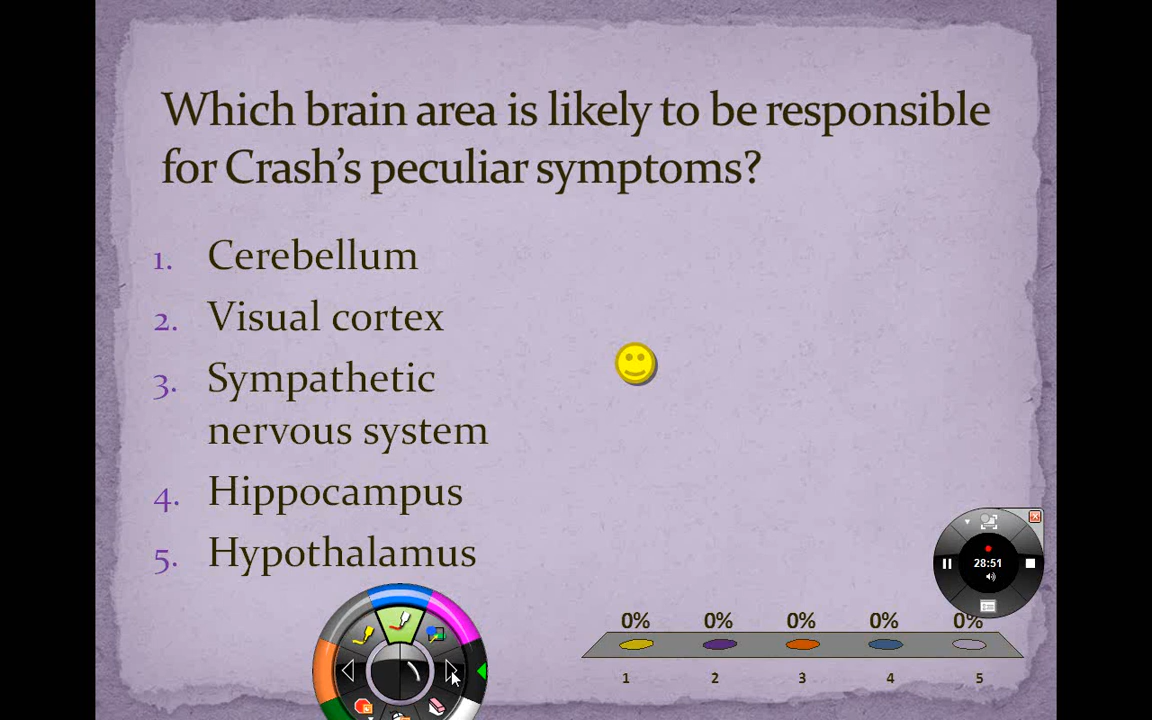 Which brain area is likely to be responsible
for Crash’s peculiar symptoms?
1. Cerebellum
2. Visual cortex
3. Sympathetic
nervous system
4. Hippocampus
5. Hypothalamus
28:51
0% 0% 0% 0% 0%
1 2 3 4 5